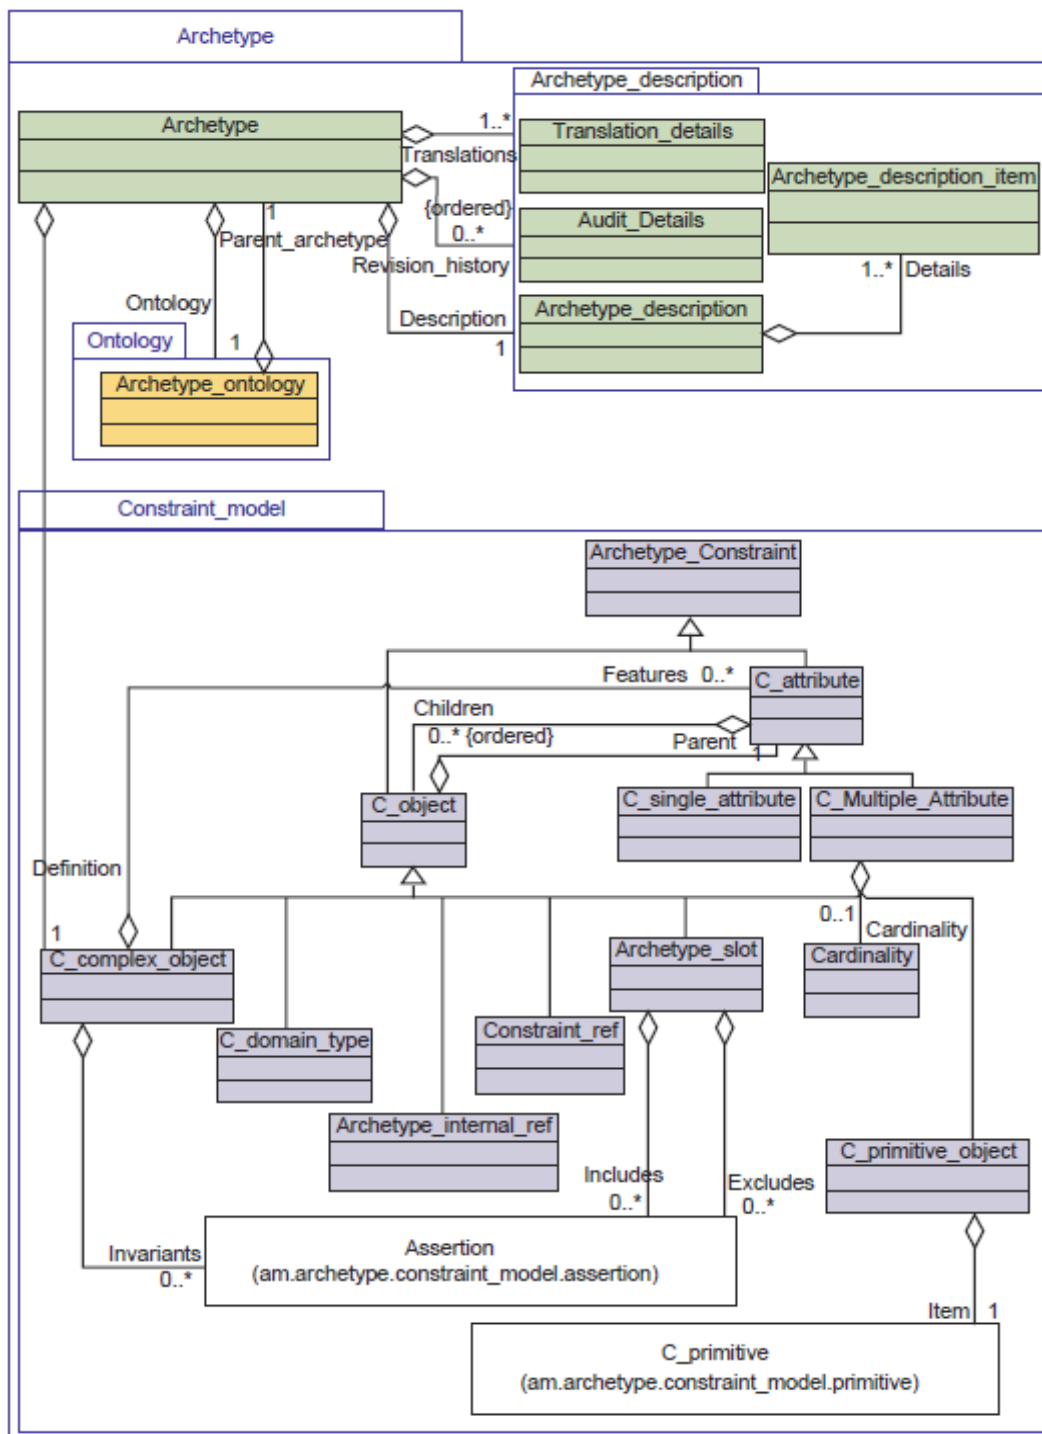 Archetype
Archetype_description
Archetype
1..*
Translations
Translation_details
Archetype_description_item
{ordered}
0..*
Revision_history
Audit_Details
1..* Details
1
Parent_archetype
Ontology
Description
1
Archetype_description
Ontology
1
Archetype_ontology
Constraint_model
Archetype_Constraint
Features 0..*
C_attribute
Children
0..* {ordered}
Parent
1
C_object
C_single_attribute
C_Multiple_Attribute
Definition
1
0..1
Cardinality
C_complex_object
Archetype_slot
Cardinality
C_domain_type
Constraint_ref
Archetype_internal_ref
C_primitive_object
Includes
0..*
Excludes
0..*
Invariants
0..*
Assertion
(am.archetype.constraint_model.assertion)
Item 1
C_primitive
(am.archetype.constraint_model.primitive)